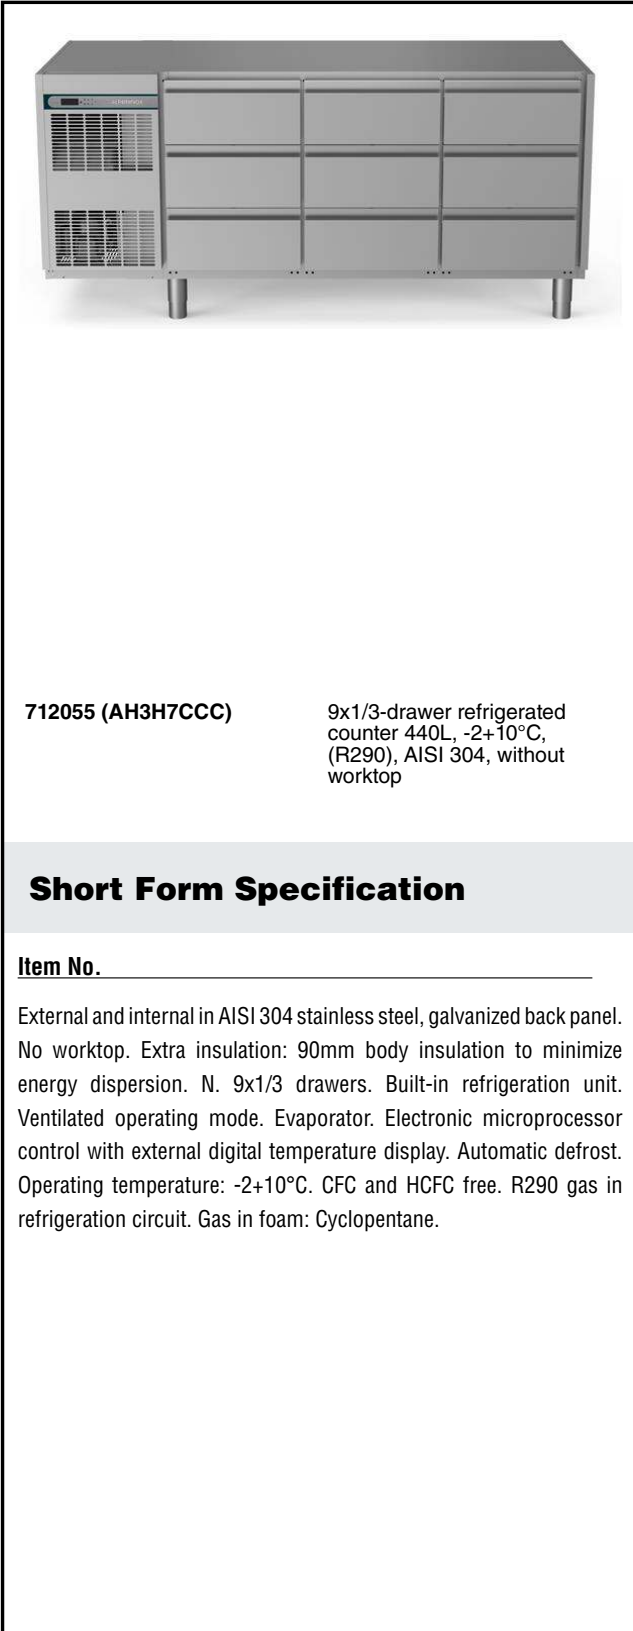 712055 (AH3H7CCC)
9x1/3-drawer refrigerated
counter 440L, -2+10°C,
(R290), AISI 304, without
worktop
Short Form Specification
Item No.
External and internal in AISI 304 stainless steel, galvanized back panel.
No worktop. Extra insulation: 90mm body insulation to minimize
energy dispersion. N. 9x1/3 drawers. Built-in refrigeration unit.
Ventilated operating mode. Evaporator. Electronic microprocessor
control with external digital temperature display. Automatic defrost.
Operating temperature: -2+10°C. CFC and HCFC free. R290 gas in
refrigeration circuit. Gas in foam: Cyclopentane.